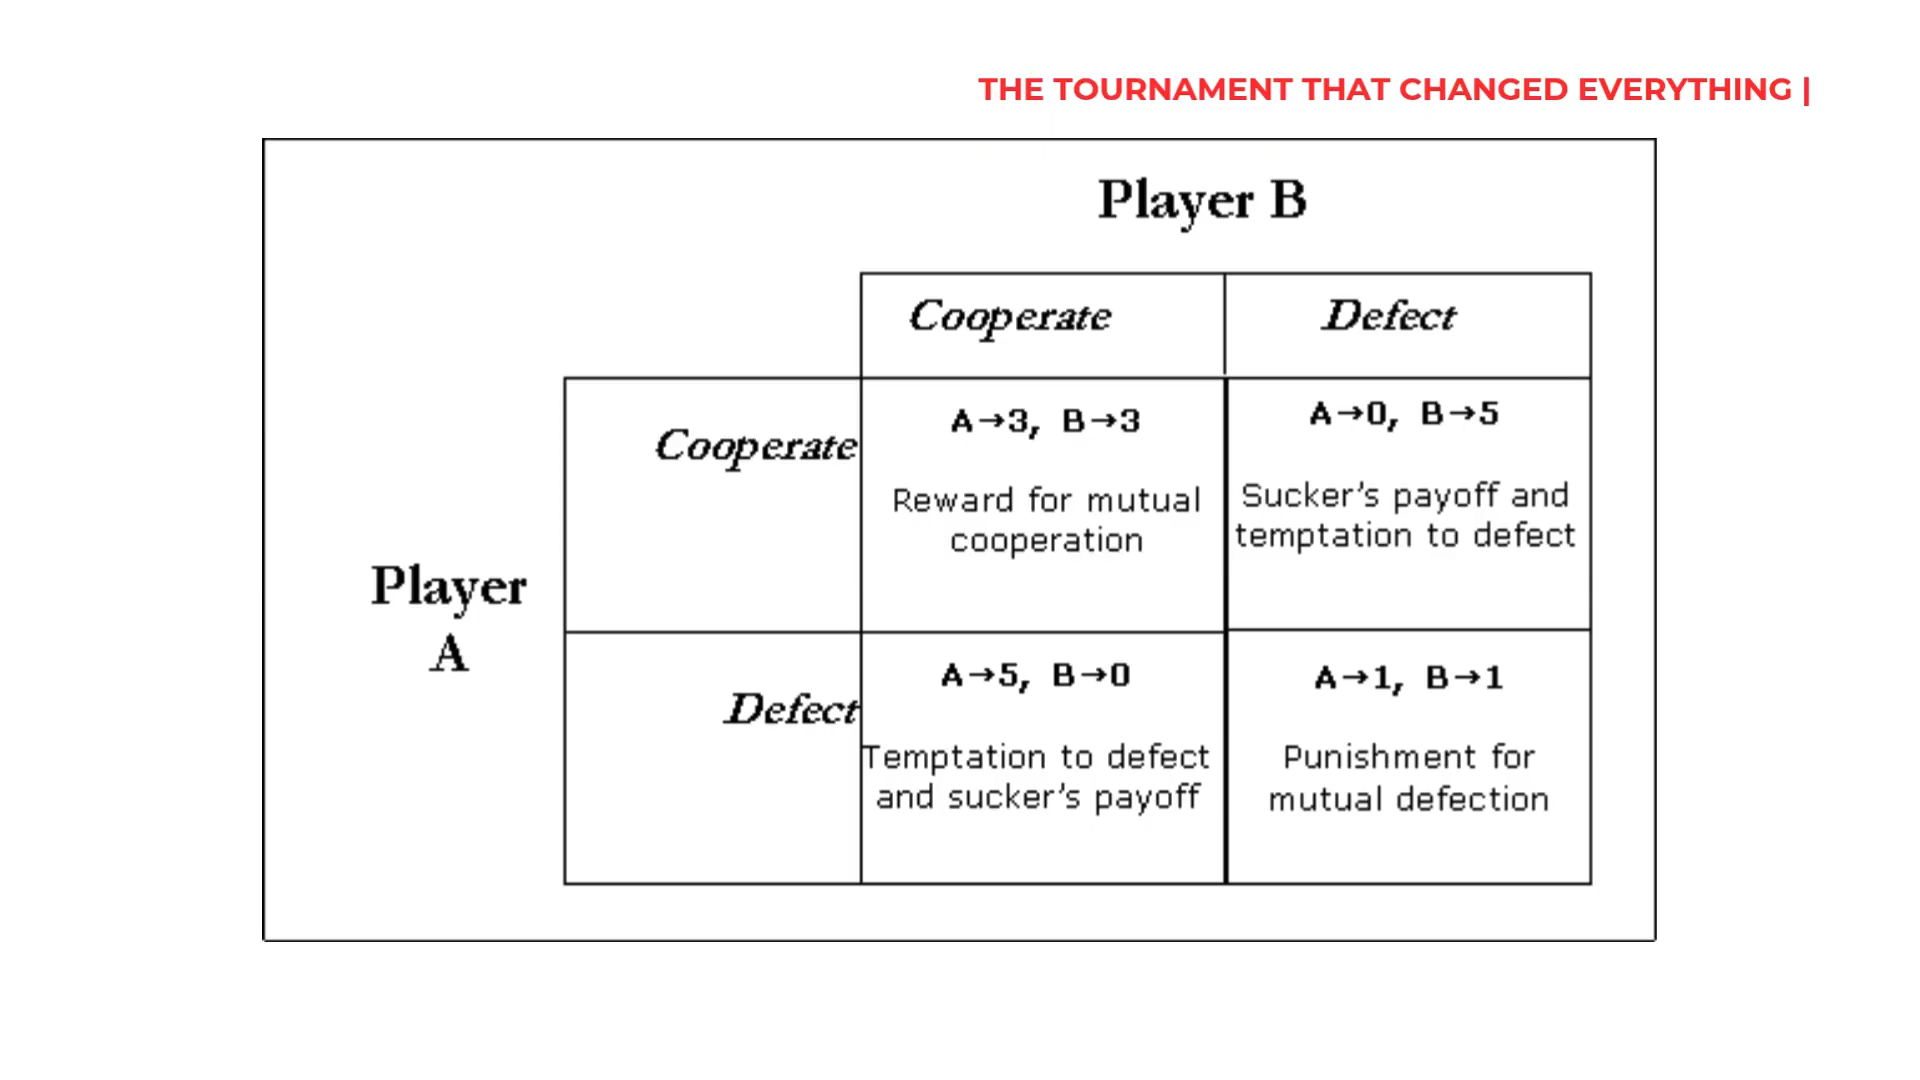 THE TOURNAMENT THAT CHANGED EVERYTHING |
Player B
Cooperate
Defect
Cooperate
A→3, B→3
Reward for mutual
cooperation
A→0, B→5
Sucker's payoff and
temptation to defect
Player
A
Defect
A→5, B→0
Temptation to defect
and sucker's payoff
A→1, B→1
Punishment for
mutual defection